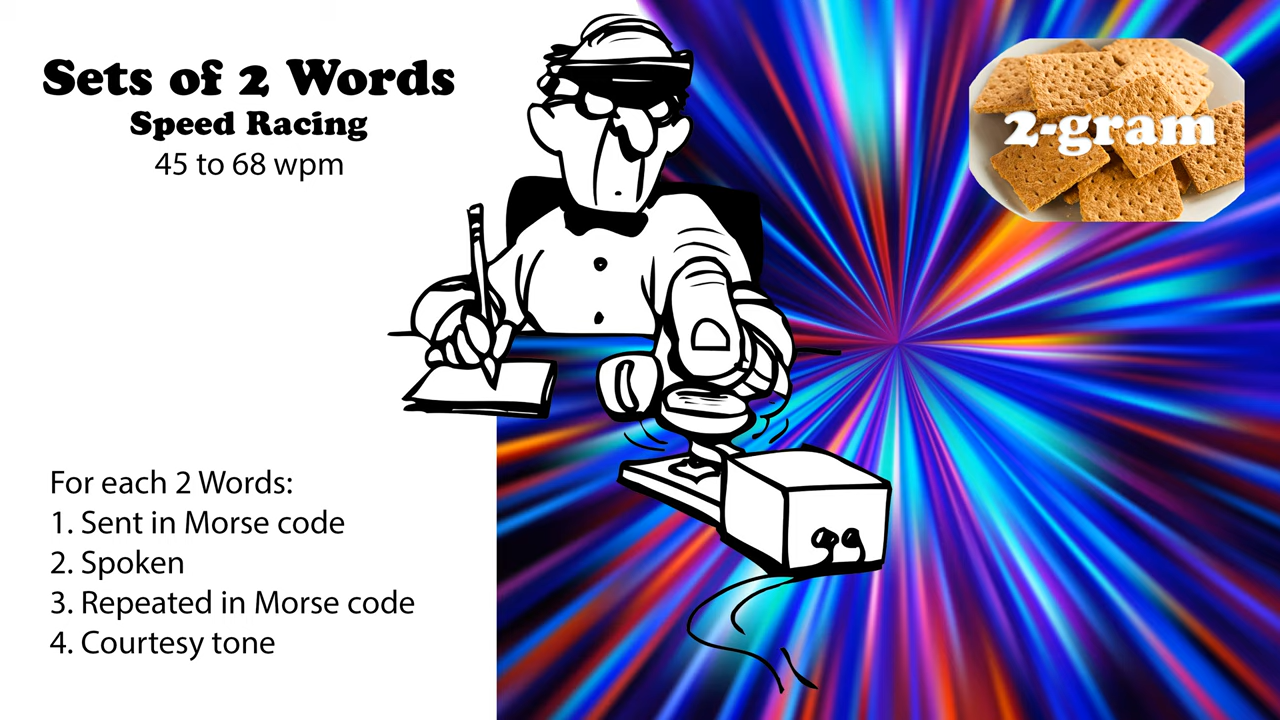 Sets of 2 Words
Speed Racing
45 to 68 wpm
2-gram
For each 2 Words:
1. Sent in Morse code
2. Spoken
3. Repeated in Morse code
4. Courtesy tone